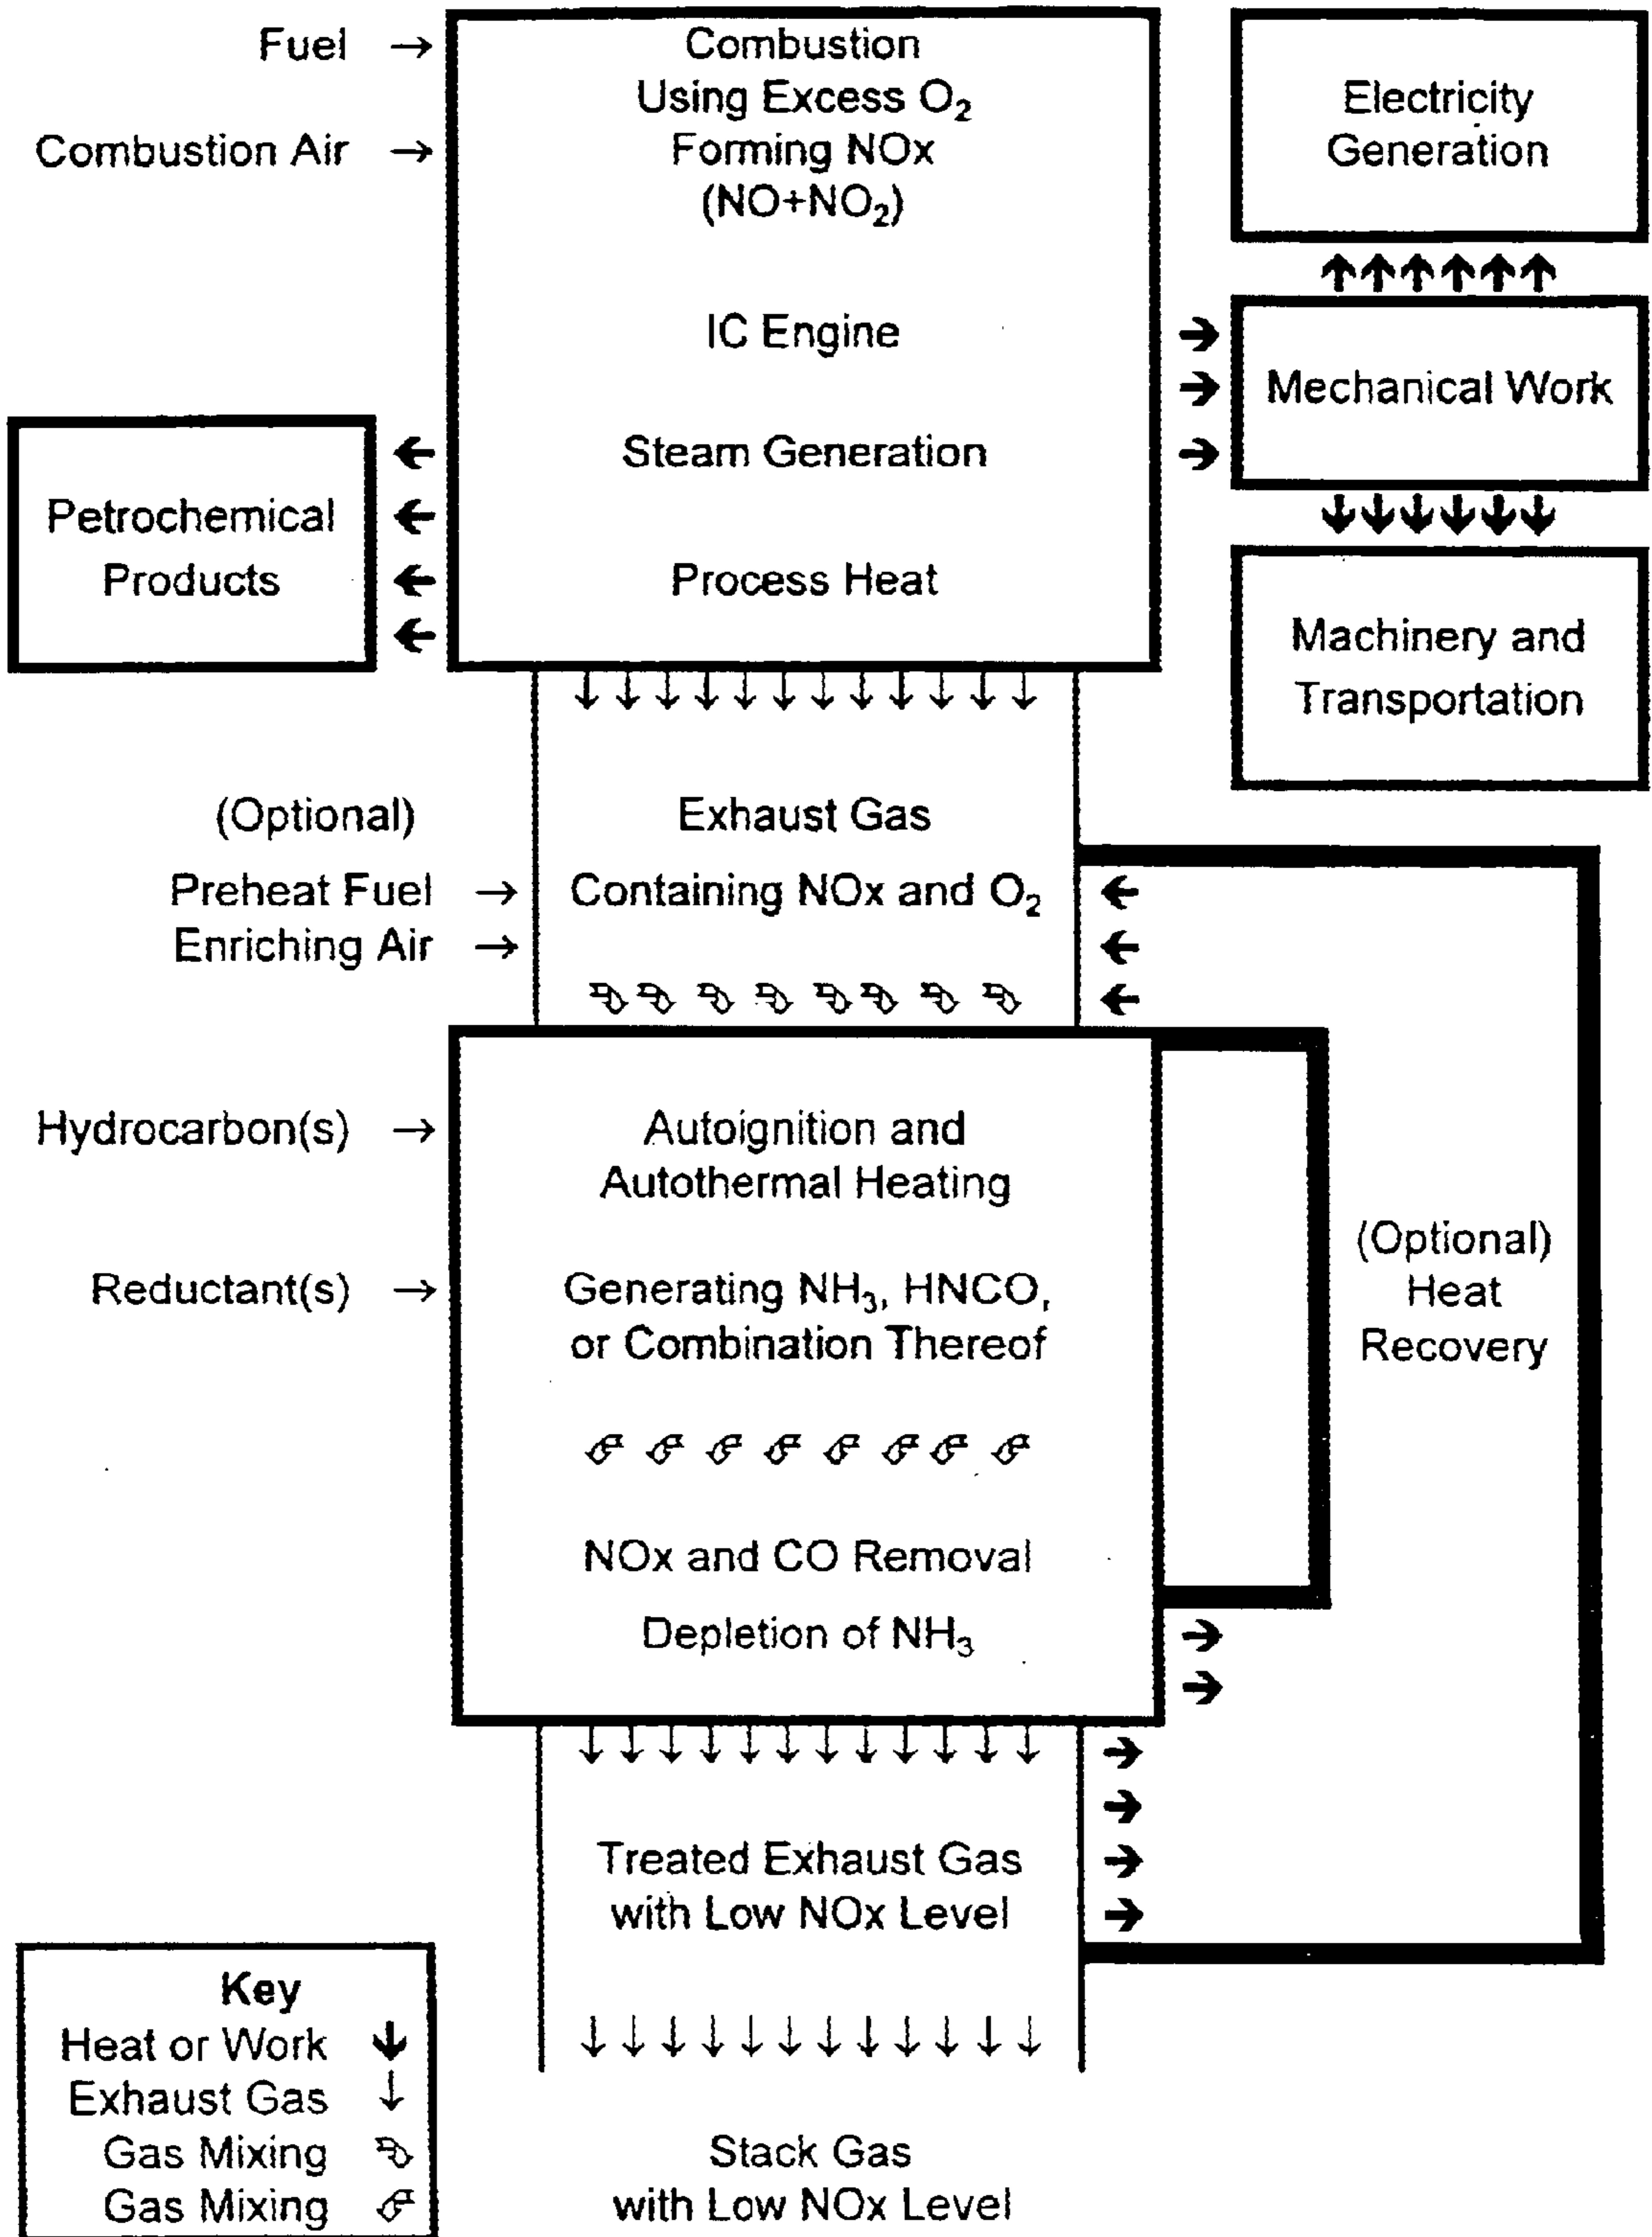 Fuel →
Combustion Air →
Combustion
Using Excess O₂
Forming NOx
(NO+NO₂)
IC Engine
Steam Generation
Process Heat
Electricity
Generation
Mechanical Work
Machinery and
Transportation
Petrochemical
Products
(Optional)
Preheat Fuel →
Enriching Air →
Exhaust Gas
Containing NOx and O₂
Hydrocarbon(s) →
Reductant(s) →
Autoignition and
Autothermal Heating
Generating NH₃, HNCO,
or Combination Thereof
NOx and CO Removal
Depletion of NH₃
(Optional)
Heat
Recovery
Treated Exhaust Gas
with Low NOx Level
Stack Gas
with Low NOx Level
Key
Heat or Work
Exhaust Gas
Gas Mixing
Gas Mixing